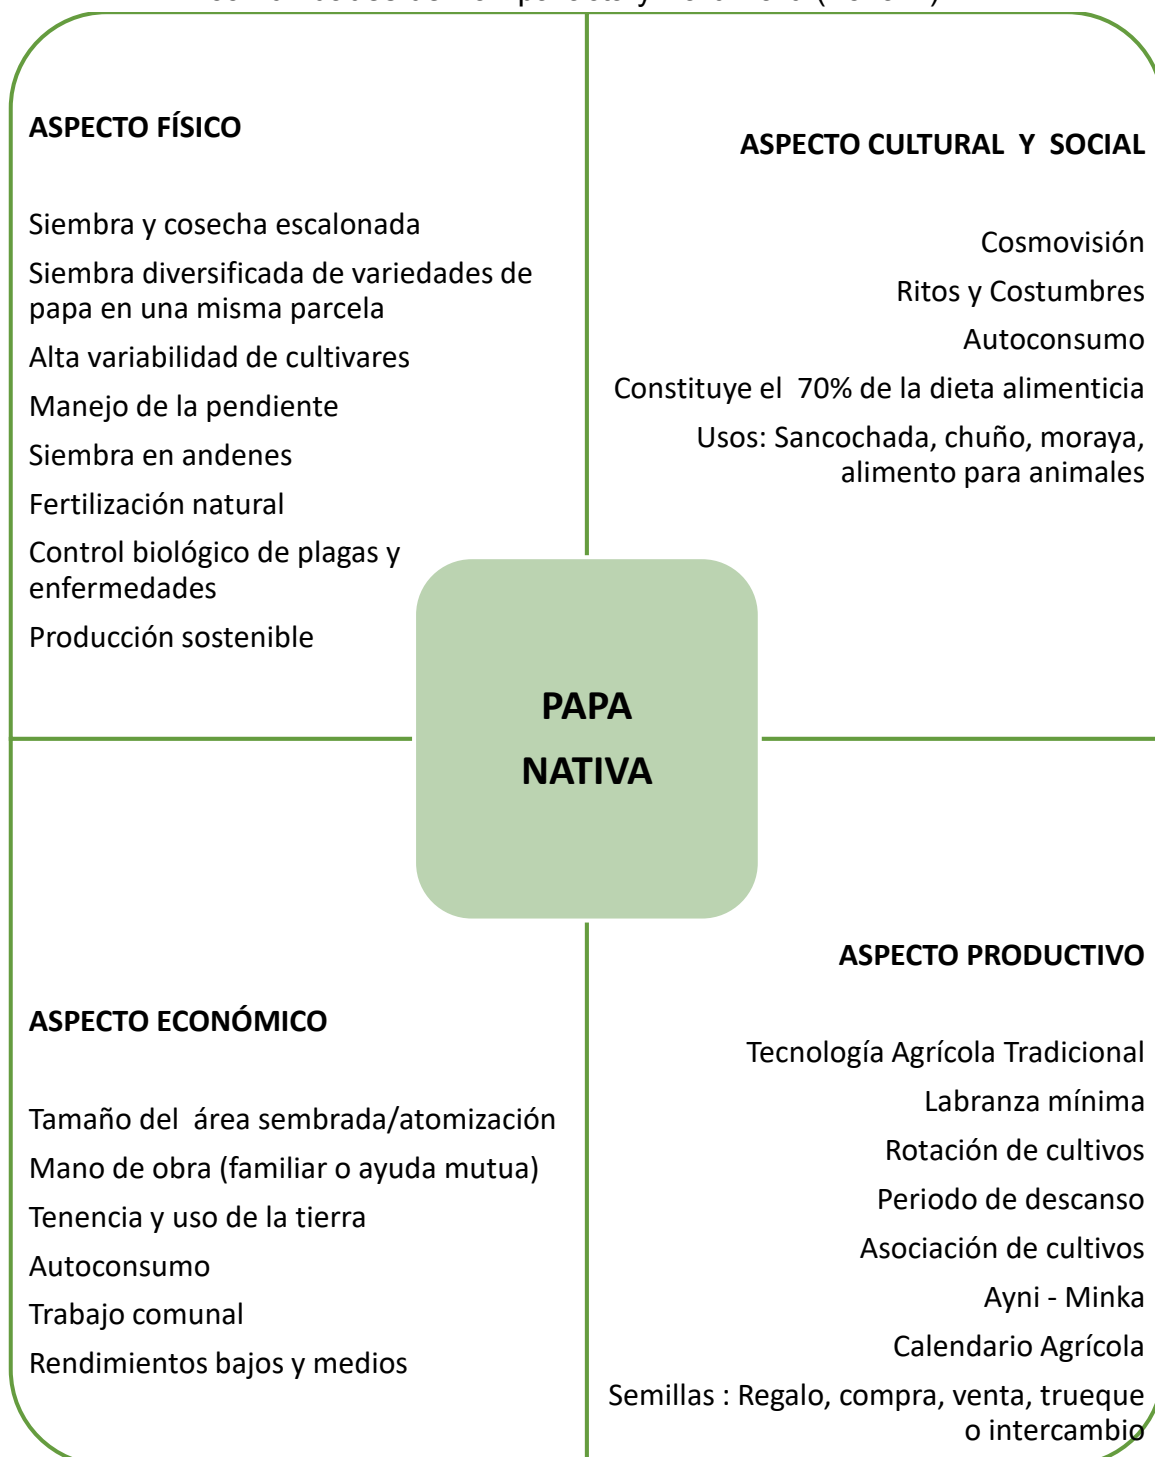 ASPECTO FÍSICO
Siembra y cosecha escalonada
Siembra diversificada de variedades de
papa en una misma parcela
Alta variabilidad de cultivares
Manejo de la pendiente
Siembra en andenes
Fertilización natural
Control biológico de plagas y
enfermedades
Producción sostenible
ASPECTO CULTURAL Y SOCIAL
Cosmovisión
Ritos y Costumbres
Autoconsumo
Constituye el 70% de la dieta alimenticia
Usos: Sancochada, chuño, moraya,
alimento para animales
PAPA
NATIVA
ASPECTO ECONÓMICO
Tamaño del área sembrada/atomización
Mano de obra (familiar o ayuda mutua)
Tenencia y uso de la tierra
Autoconsumo
Trabajo comunal
Rendimientos bajos y medios
ASPECTO PRODUCTIVO
Tecnología Agrícola Tradicional
Labranza mínima
Rotación de cultivos
Periodo de descanso
Asociación de cultivos
Ayni - Minka
Calendario Agrícola
Semillas : Regalo, compra, venta, trueque
o intercambio